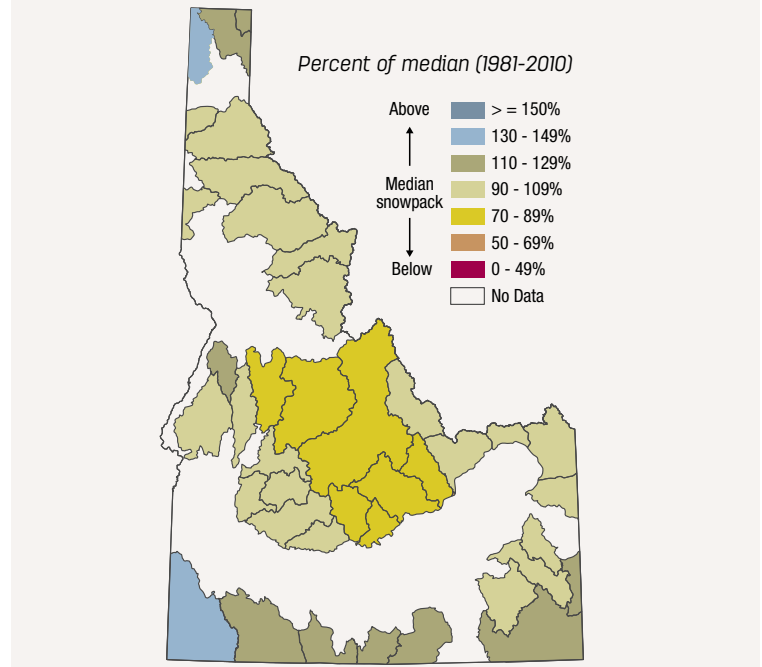 Percent of median (1981-2010)
Above
> = 150%
130 - 149%
110 - 129%
Median
snowpack
90 - 109%
70 - 89%
50 - 69%
Below
0 - 49%
No Data